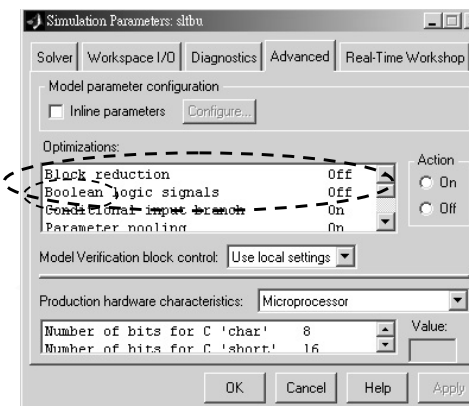 Simulation Parameters: sltbu
Solver Workspace I/O Diagnostics Advanced Real-Time Workshop
Model parameter configuration
Inline parameters Configure...
Optimizations:
Action
Block reduction Off
On
Boolean logic signals Off
Off
Conditional input branch On
Parameter pooling On
Model Verification block control: Use local settings
Production hardware characteristics: Microprocessor
Value:
Number of bits for C 'char' 8
Number of bits for C 'short' 16
OK Cancel Help Apply